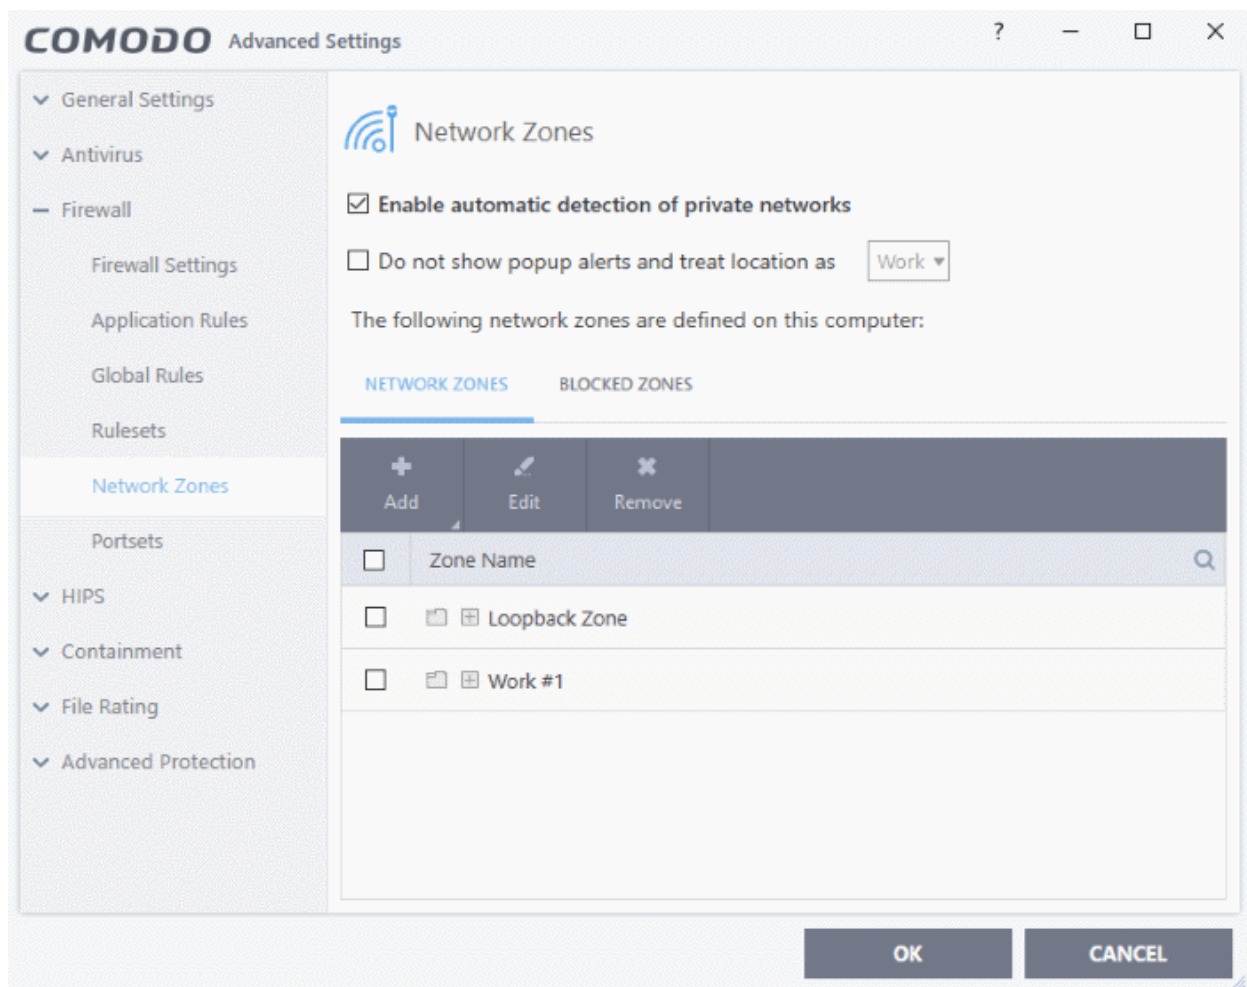 COMODO Advanced Settings ?
General Settings
Antivirus
Firewall
Firewall Settings
Application Rules
Global Rules
Rulesets
Network Zones
Portsets
HIPS
Containment
File Rating
Advanced Protection
Network Zones
Enable automatic detection of private networks
Do not show popup alerts and treat location as Work
The following network zones are defined on this computer:
NETWORK ZONES BLOCKED ZONES
Add Edit Remove
Zone Name
Loopback Zone
Work #1
OK CANCEL